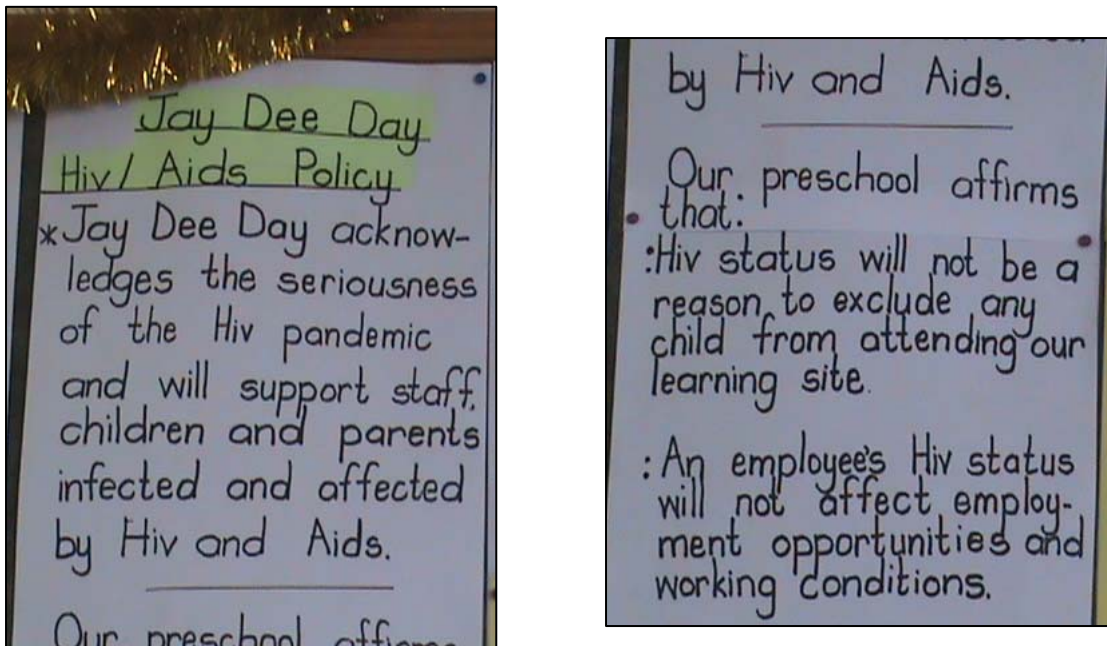 Jay Dee Day
Hiv/ Aids Policy
*Jay Dee Day acknow-
ledges the seriousness
of the Hiv pandemic
and will support staff,
children and parents
infected and affected
by Hiv and Aids.
Our preschool affirms
by Hiv and Aids.
Our preschool affirms
that:
:Hiv status will not be a
reason to exclude any
child from attending our
learning site.
: An employee's Hiv status
will not affect employ-
ment opportunities and
working conditions.